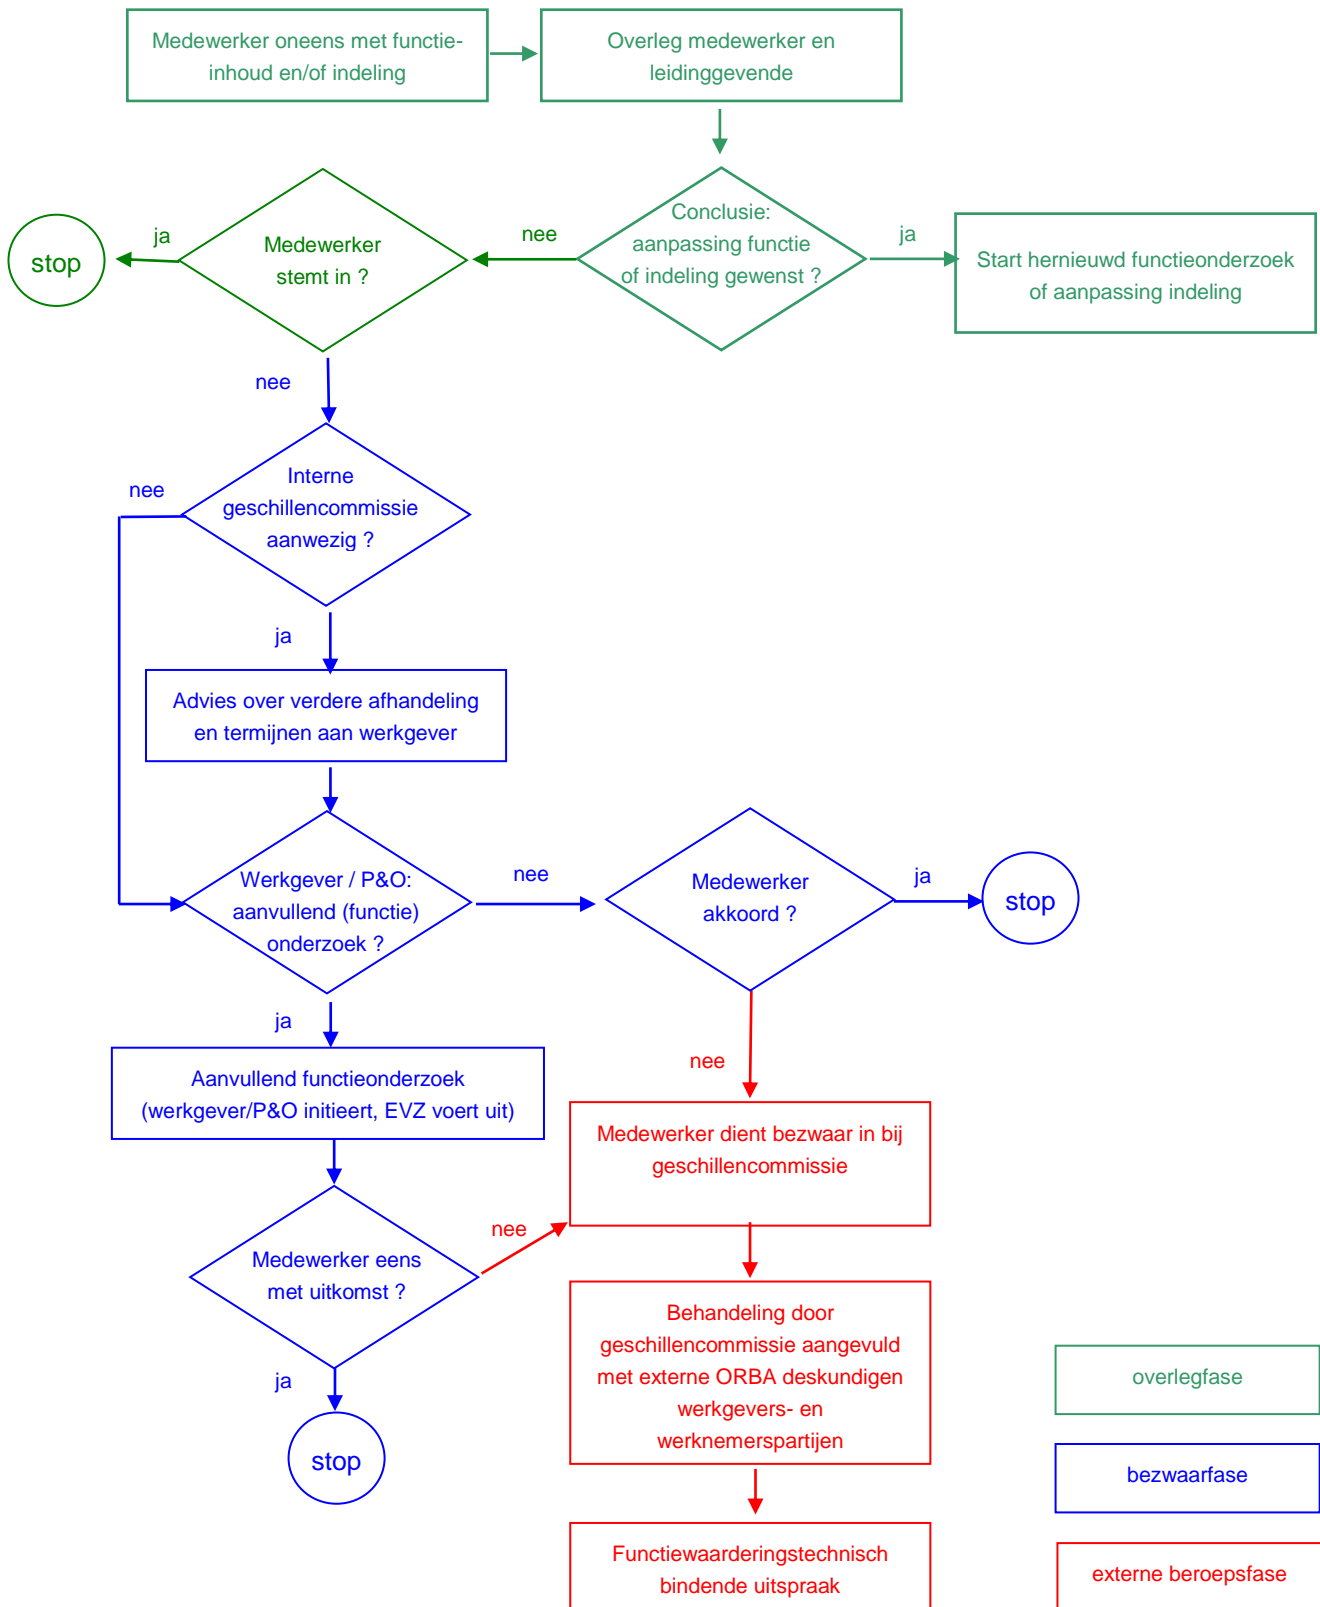 Medewerker oneens met functie-
inhoud en/of indeling
Overleg medewerker en
leidinggevende
Conclusie:
aanpassing functie
of indeling gewenst ?
ja
Start hernieuwd functieonderzoek
of aanpassing indeling
nee
Medewerker
stemt in ?
ja
stop
nee
Interne
geschillencommissie
aanwezig ?
nee
ja
Advies over verdere afhandeling
en termijnen aan werkgever
Werkgever / P&O:
aanvullend (functie)
onderzoek ?
nee
Medewerker
akkoord ?
ja
stop
ja
Aanvullend functieonderzoek
(werkgever/P&O initieert, EVZ voert uit)
nee
Medewerker dient bezwaar in bij
geschillencommissie
Medewerker eens
met uitkomst ?
nee
ja
stop
Behandeling door
geschillencommissie aangevuld
met externe ORBA deskundigen
werkgevers- en
werknemerspartijen
Functiewaarderingstechnisch
bindende uitspraak
overlegfase
bezwaarfase
externe beroepsfase